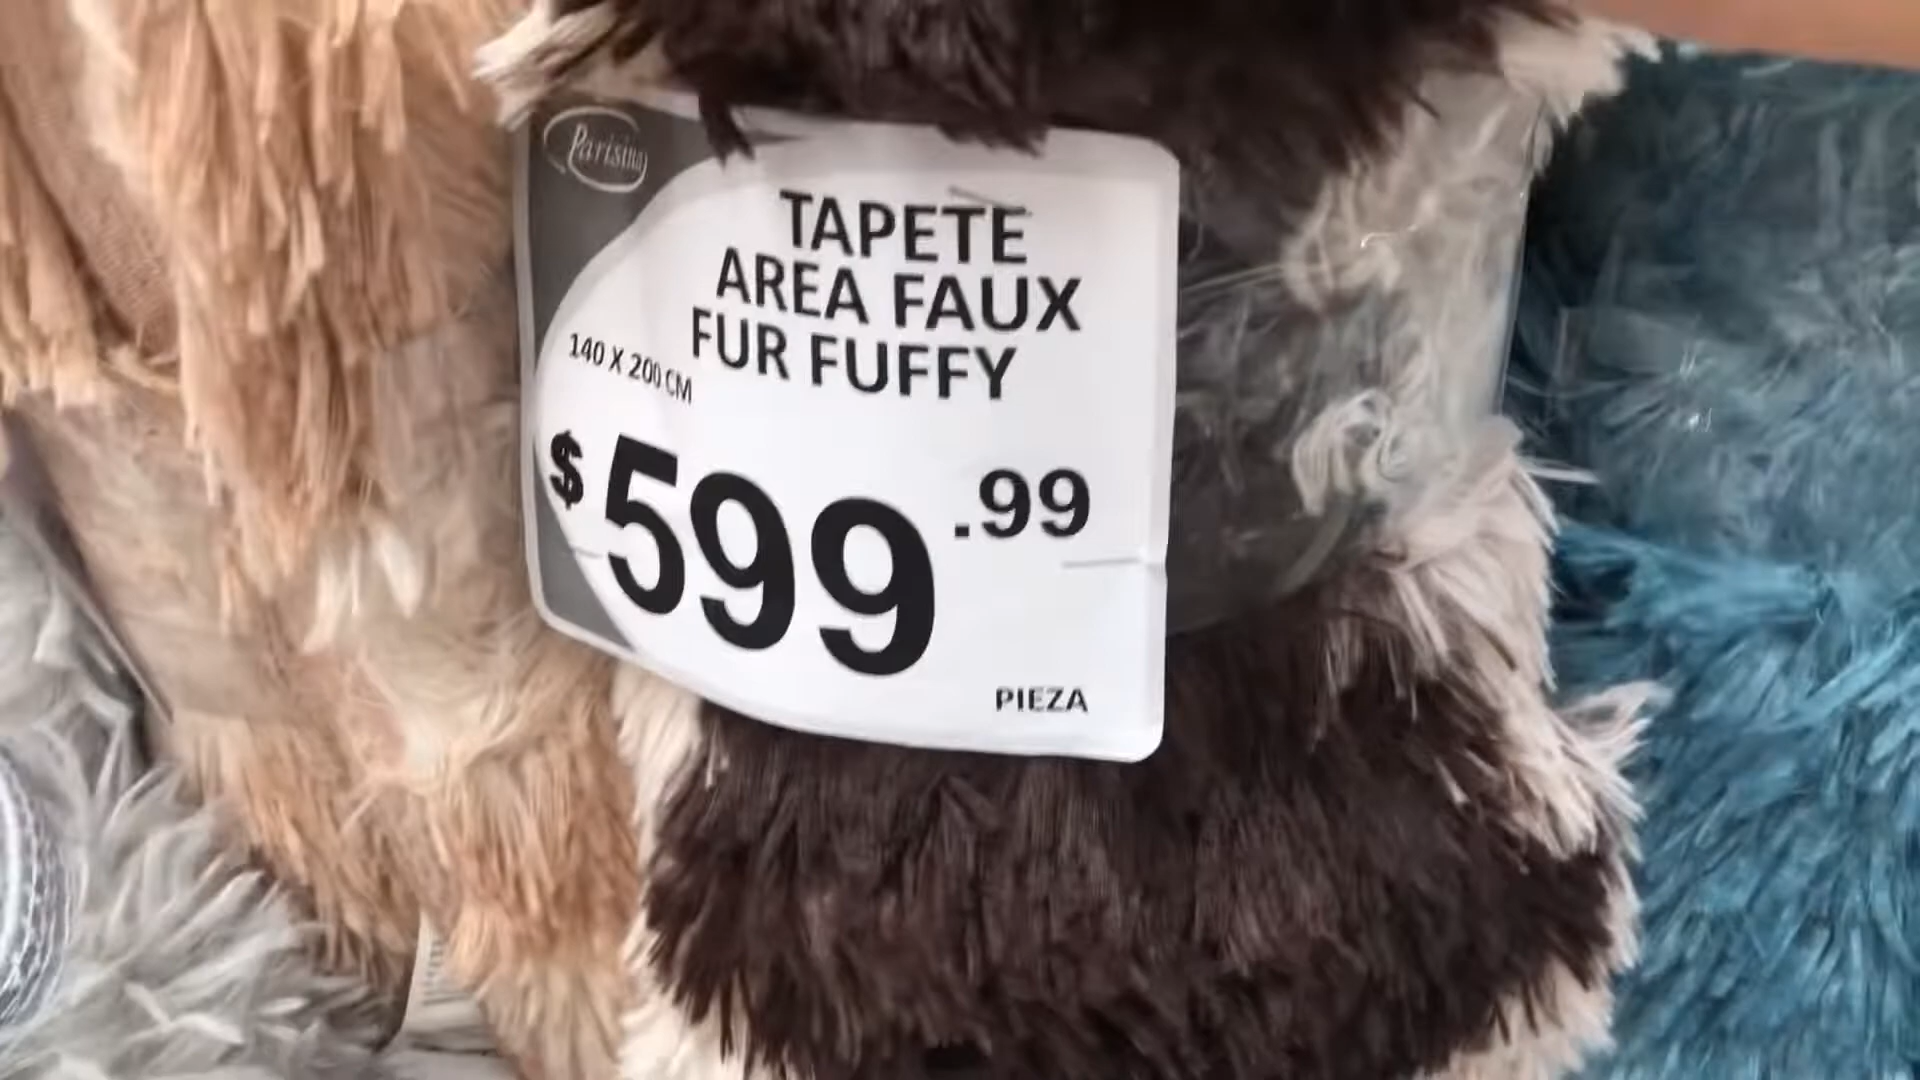 Parisina
TAPETE
AREA FAUX
FUR FUFFY
140 X 200 CM
$599.99
PIEZA